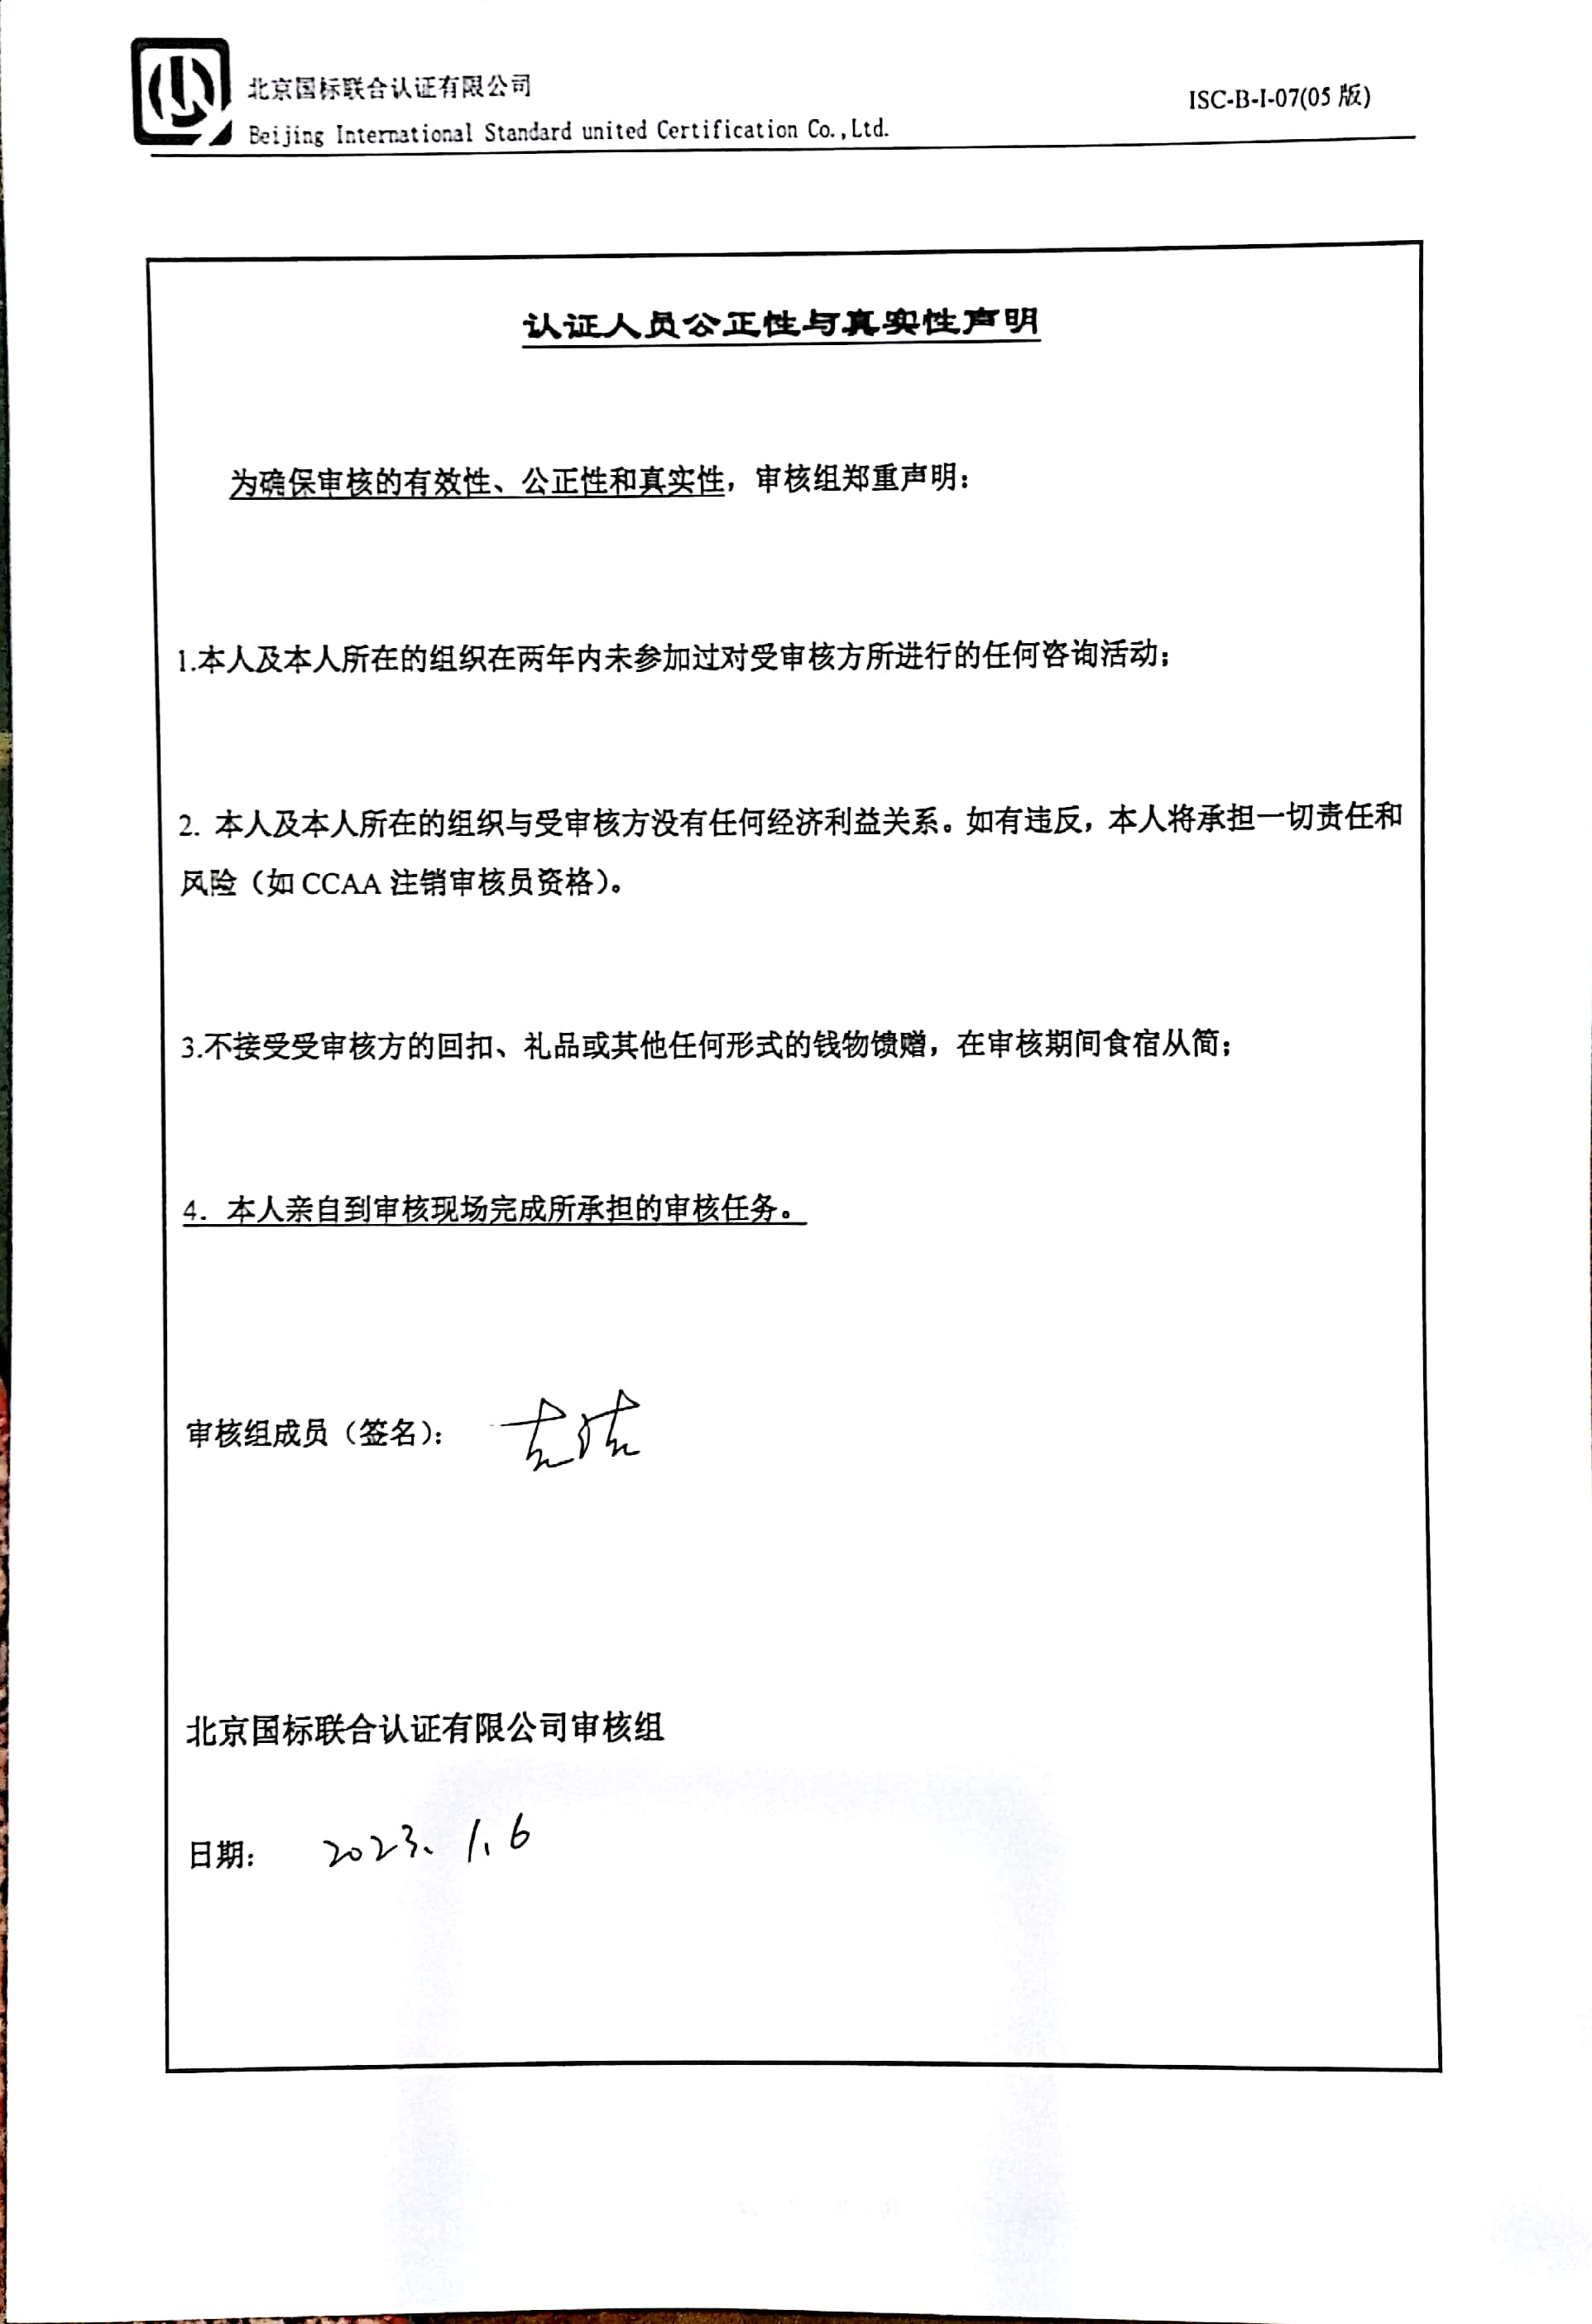 北京国标联合认证有限公司
ISC-B-I-07(05 版)
Beijing International Standard united Certification Co.,Ltd.
认证人员公正性与真实性声明
为确保审核的有效性、公正性和真实性，审核组郑重声明：
1.本人及本人所在的组织在两年内未参加过对受审核方所进行的任何咨询活动；
2. 本人及本人所在的组织与受审核方没有任何经济利益关系。如有违反，本人将承担一切责任和
风险（如 CCAA 注销审核员资格）。
3.不接受受审核方的回扣、礼品或其他任何形式的钱物馈赠，在审核期间食宿从简；
4. 本人亲自到审核现场完成所承担的审核任务。
审核组成员（签名）：
北京国标联合认证有限公司审核组
日期： 2023.1.6